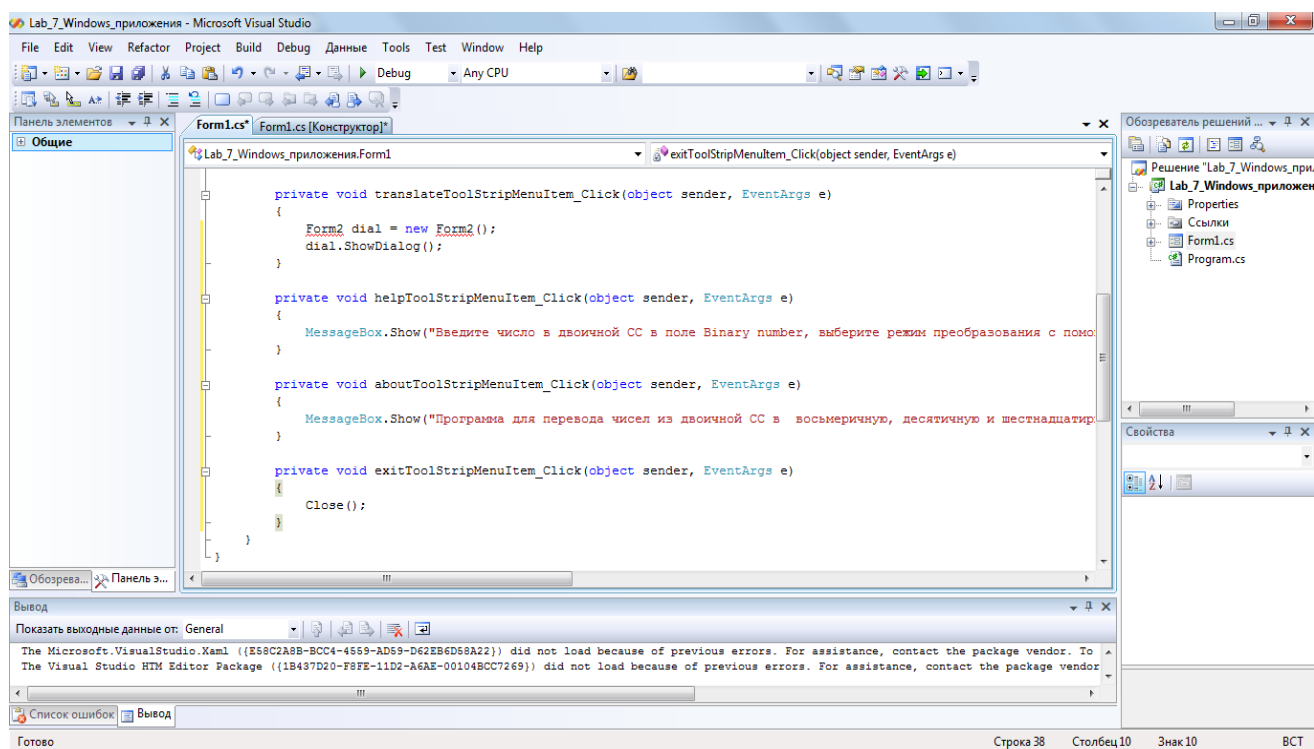 Lab_7_Windows_приложения - Microsoft Visual Studio
File Edit View Refactor Project Build Debug Данные Tools Test Window Help
Debug Any CPU
Панель элементов
Общие
Form1.cs* Form1.cs [Конструктор]*
Lab_7_Windows_приложения.Form1 exitToolStripMenuItem_Click(object sender, EventArgs e)
private void translateToolStripMenuItem_Click(object sender, EventArgs e)
{
Form2 dial = new Form2();
dial.ShowDialog();
}
private void helpToolStripMenuItem_Click(object sender, EventArgs e)
{
MessageBox.Show("Введите число в двоичной СС в поле Binary number, выберите режим преобразования с помо
}
private void aboutToolStripMenuItem_Click(object sender, EventArgs e)
{
MessageBox.Show("Программа для перевода чисел из двоичной СС в  восьмеричную, десятичную и шестнадцатир
}
private void exitToolStripMenuItem_Click(object sender, EventArgs e)
{
Close();
}
}
}
Обозрева... Панель э...
Обозреватель решений ...
Решение "Lab_7_Windows_при.
Lab_7_Windows_приложен
Properties
Ссылки
Form1.cs
Program.cs
Свойства
Вывод
Показать выходные данные от: General
The Microsoft.VisualStudio.Xaml ({E58C2A8B-BCC4-4559-AD59-D62EB6D58A22}) did not load because of previous errors. For assistance, contact the package vendor. To
The Visual Studio HTM Editor Package ({1B437D20-F8FE-11D2-A6AE-00104BCC7269}) did not load because of previous errors. For assistance, contact the package vendor
Список ошибок Вывод
Готово Строка 38 Столбец 10 Знак 10 ВСТ